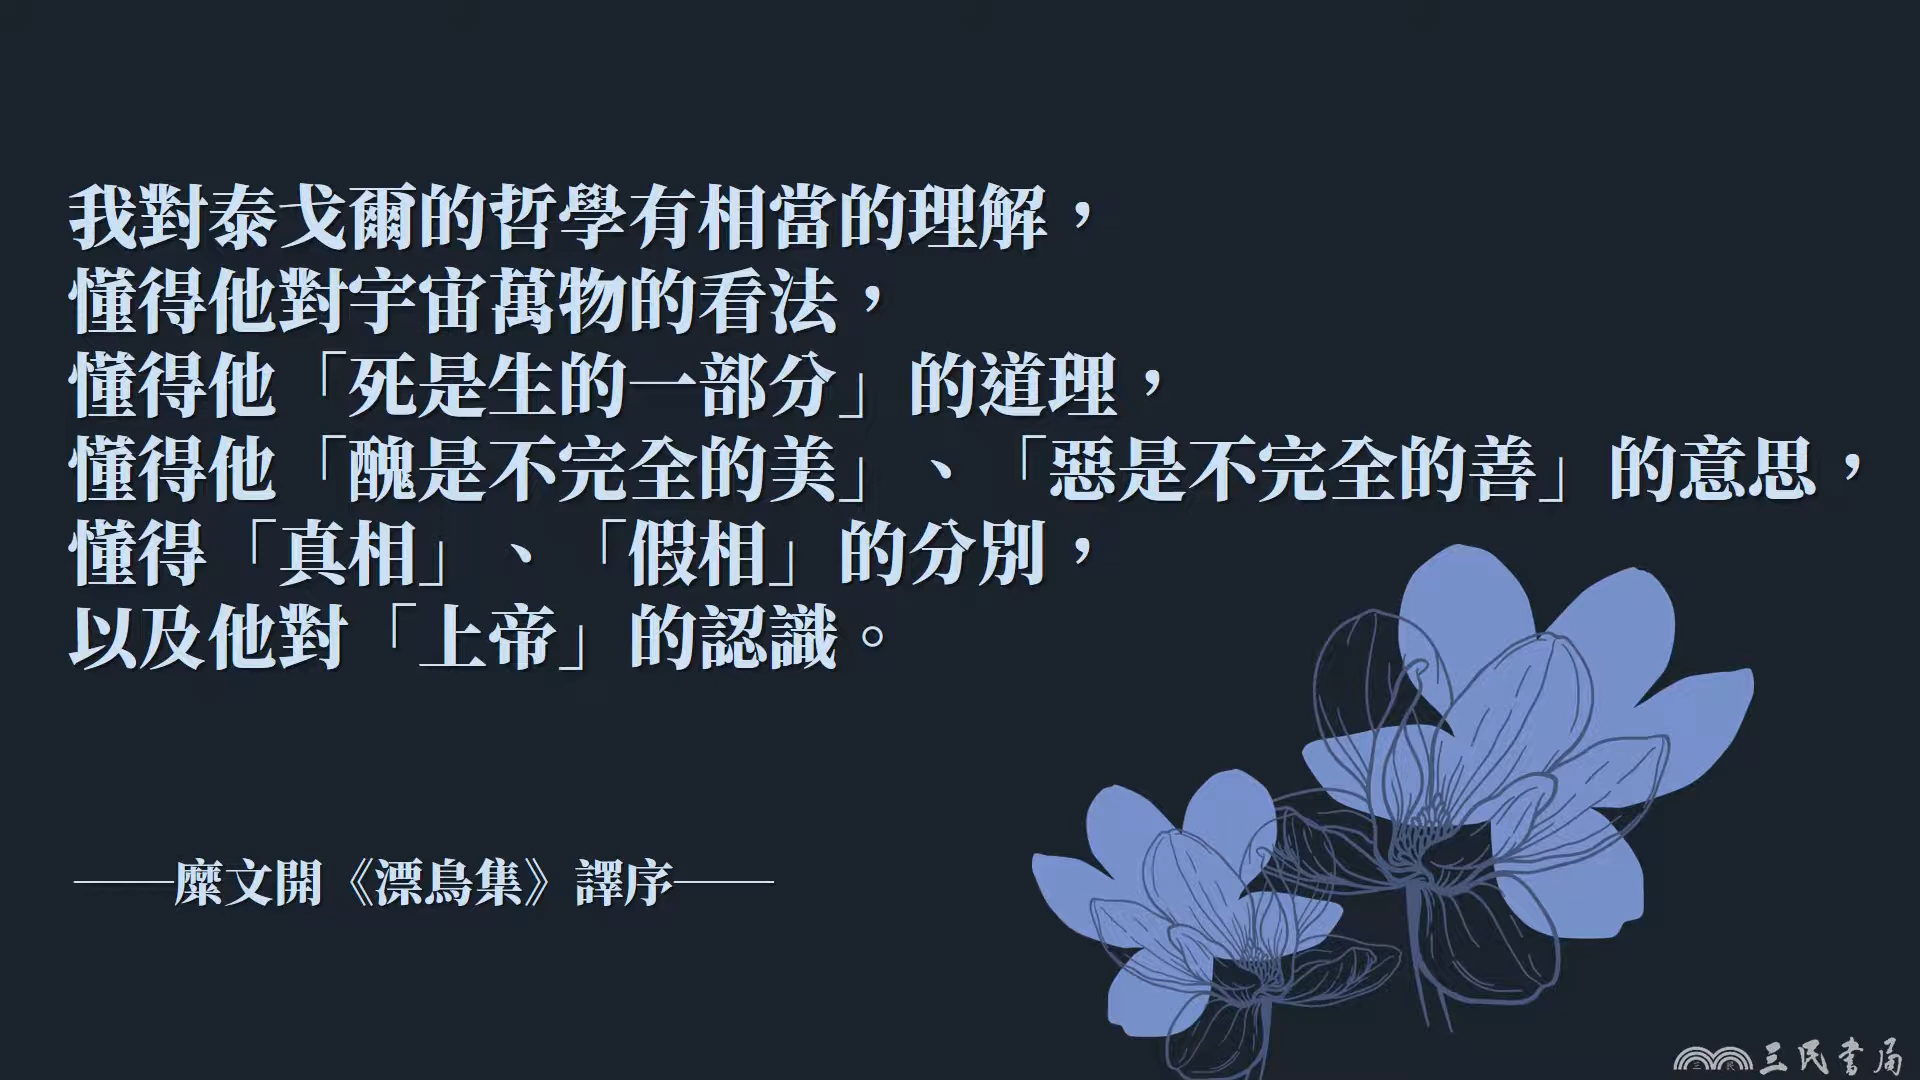 我對泰戈爾的哲學有相當的理解，
懂得他對宇宙萬物的看法，
懂得他「死是生的一部分」的道理，
懂得他「醜是不完全的美」、「惡是不完全的善」的意思，
懂得「真相」、「假相」的分別，
以及他對「上帝」的認識。
——糜文開《漂鳥集》譯序——
三民書局